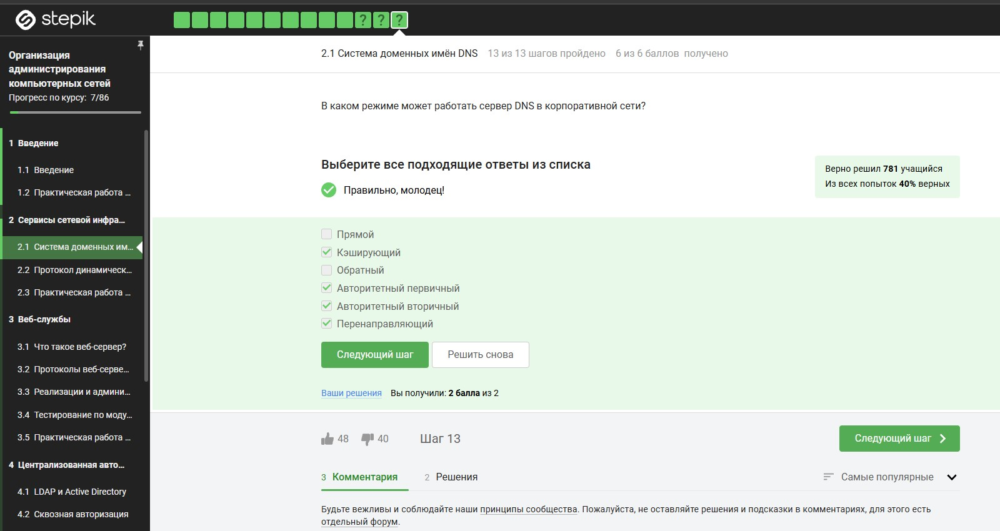 stepik
? ? ?
Организация
администрирования
компьютерных сетей
Прогресс по курсу: 7/86
1 Введение
1.1 Введение
1.2 Практическая работа ...
2 Сервисы сетевой инфра...
2.1 Система доменных им...
2.2 Протокол динамическ...
2.3 Практическая работа ...
3 Веб-службы
3.1 Что такое веб-сервер?
3.2 Протоколы веб-серве...
3.3 Реализации и админи...
3.4 Тестирование по моду...
3.5 Практическая работа ...
4 Централизованная авто...
4.1 LDAP и Active Directory
4.2 Сквозная авторизация
2.1 Система доменных имён DNS 13 из 13 шагов пройдено 6 из 6 баллов получено
В каком режиме может работать сервер DNS в корпоративной сети?
Выберите все подходящие ответы из списка
Правильно, молодец!
Верно решил 781 учащийся
Из всех попыток 40% верных
Прямой
Кэширующий
Обратный
Авторитетный первичный
Авторитетный вторичный
Перенаправляющий
Следующий шаг Решить снова
Ваши решения Вы получили: 2 балла из 2
48 40 Шаг 13 Следующий шаг
3 Комментария 2 Решения Самые популярные
Будьте вежливы и соблюдайте наши принципы сообщества. Пожалуйста, не оставляйте решения и подсказки в комментариях, для этого есть
отдельный форум.